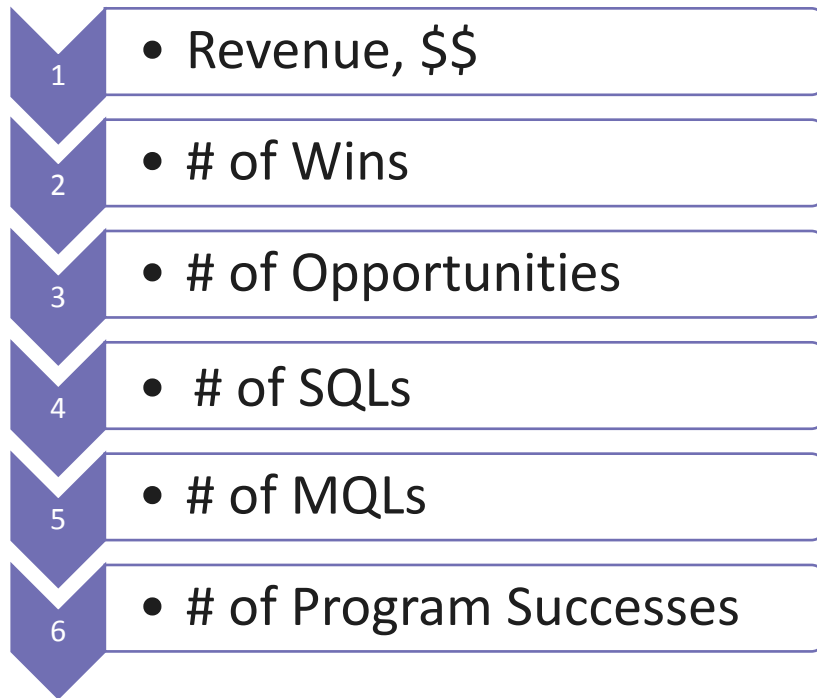 1
• Revenue, $$
2
• # of Wins
3
• # of Opportunities
4
• # of SQLs
5
• # of MQLs
6
• # of Program Successes